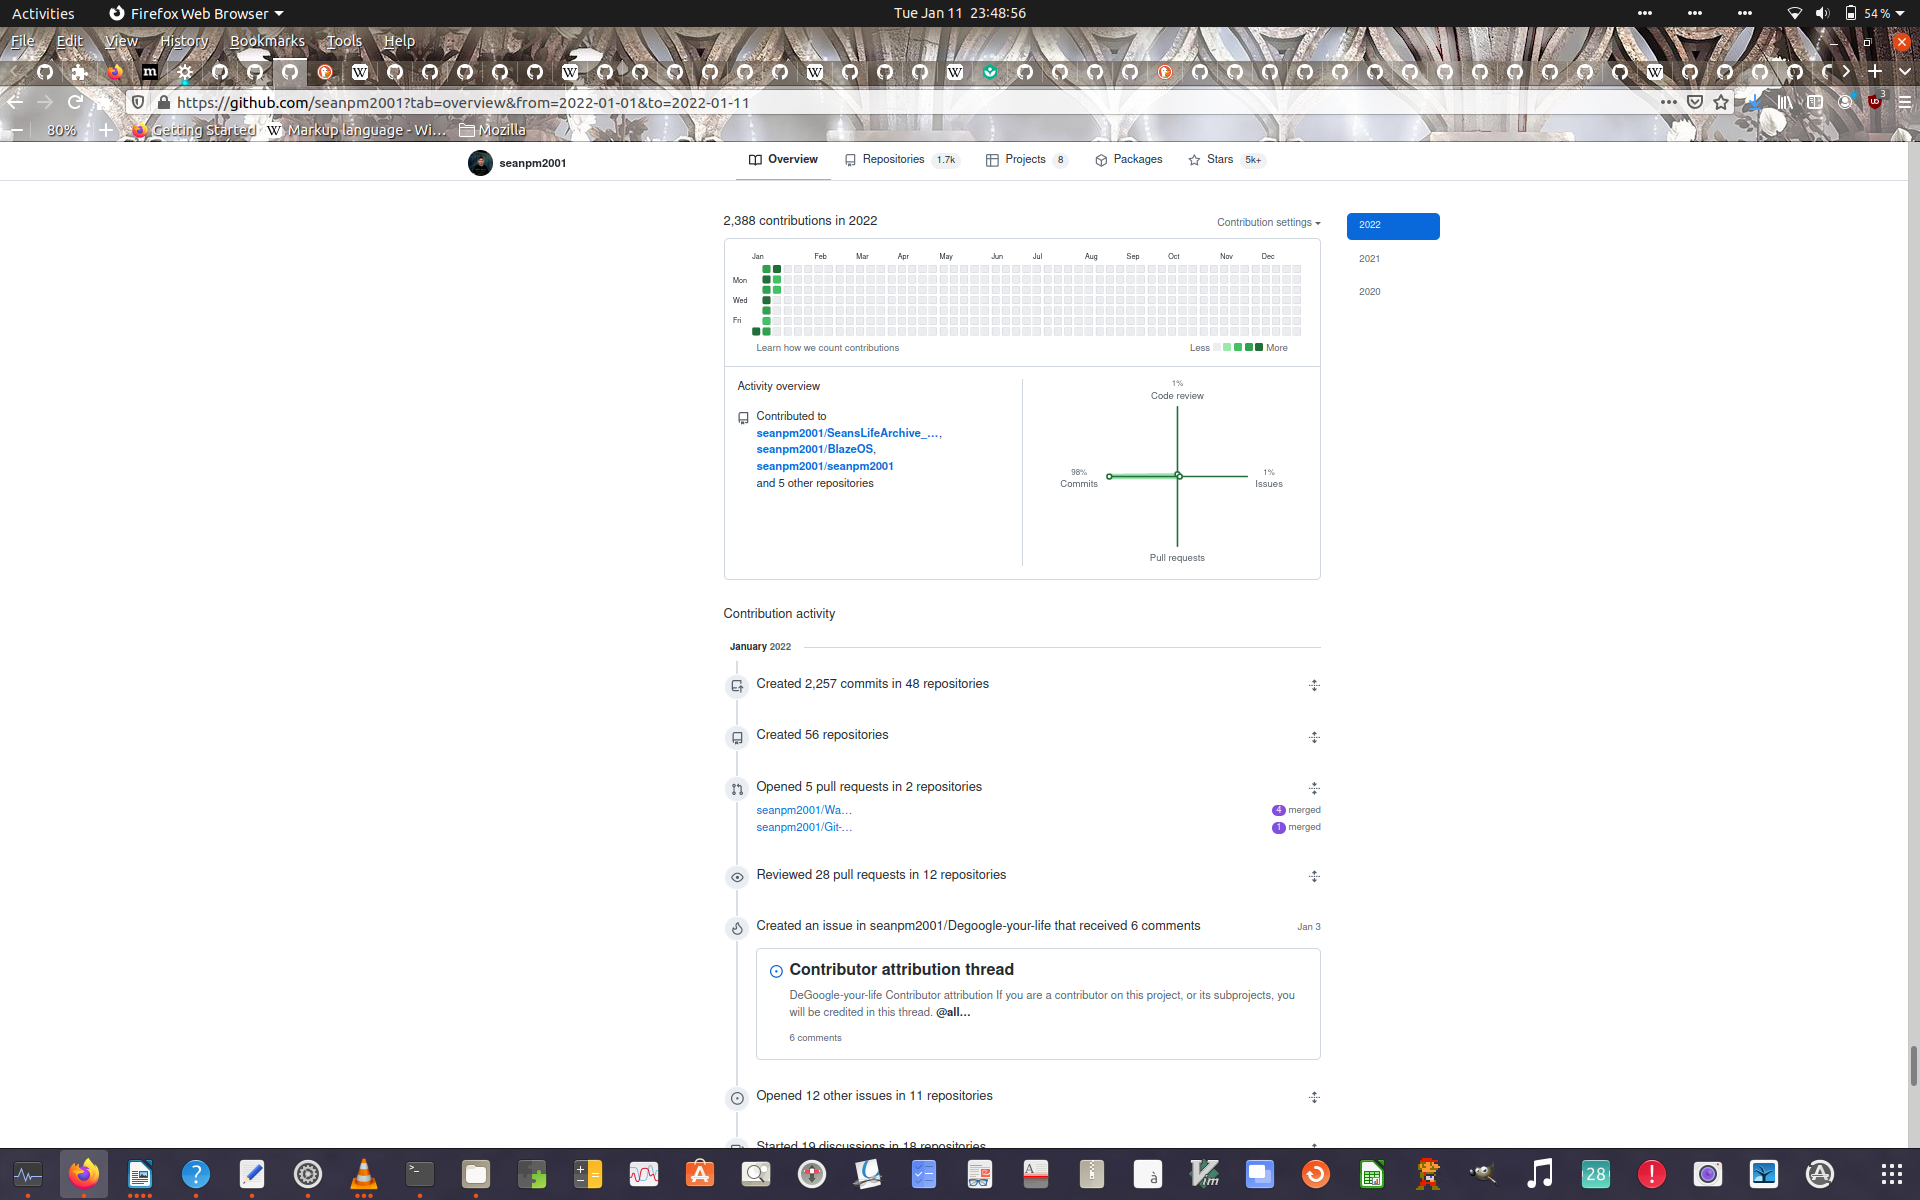 Activities
Firefox Web Browser
Tue Jan 11 23:48:56
54 %
File Edit View History Bookmarks Tools Help
https://github.com/seanpm2001?tab=overview&from=2022-01-01&to=2022-01-11
3
80%
Getting Started
Markup language - Wi…
Mozilla
seanpm2001
Overview
Repositories 1.7k
Projects 8
Packages
Stars 5k+
2,388 contributions in 2022
Contribution settings
2022
2021
2020
Jan Feb Mar Apr May Jun Jul Aug Sep Oct Nov Dec
Mon
Wed
Fri
Learn how we count contributions
Less More
Activity overview
Contributed to
seanpm2001/SeansLifeArchive_…,
seanpm2001/BlazeOS,
seanpm2001/seanpm2001
and 5 other repositories
1%
Code review
98%
Commits
1%
Issues
Pull requests
Contribution activity
January 2022
Created 2,257 commits in 48 repositories
Created 56 repositories
Opened 5 pull requests in 2 repositories
seanpm2001/Wa… 4 merged
seanpm2001/Git-… 1 merged
Reviewed 28 pull requests in 12 repositories
Created an issue in seanpm2001/Degoogle-your-life that received 6 comments
Jan 3
Contributor attribution thread
DeGoogle-your-life Contributor attribution If you are a contributor on this project, or its subprojects, you
will be credited in this thread. @all…
6 comments
Opened 12 other issues in 11 repositories
Started 19 discussions in 18 repositories
28